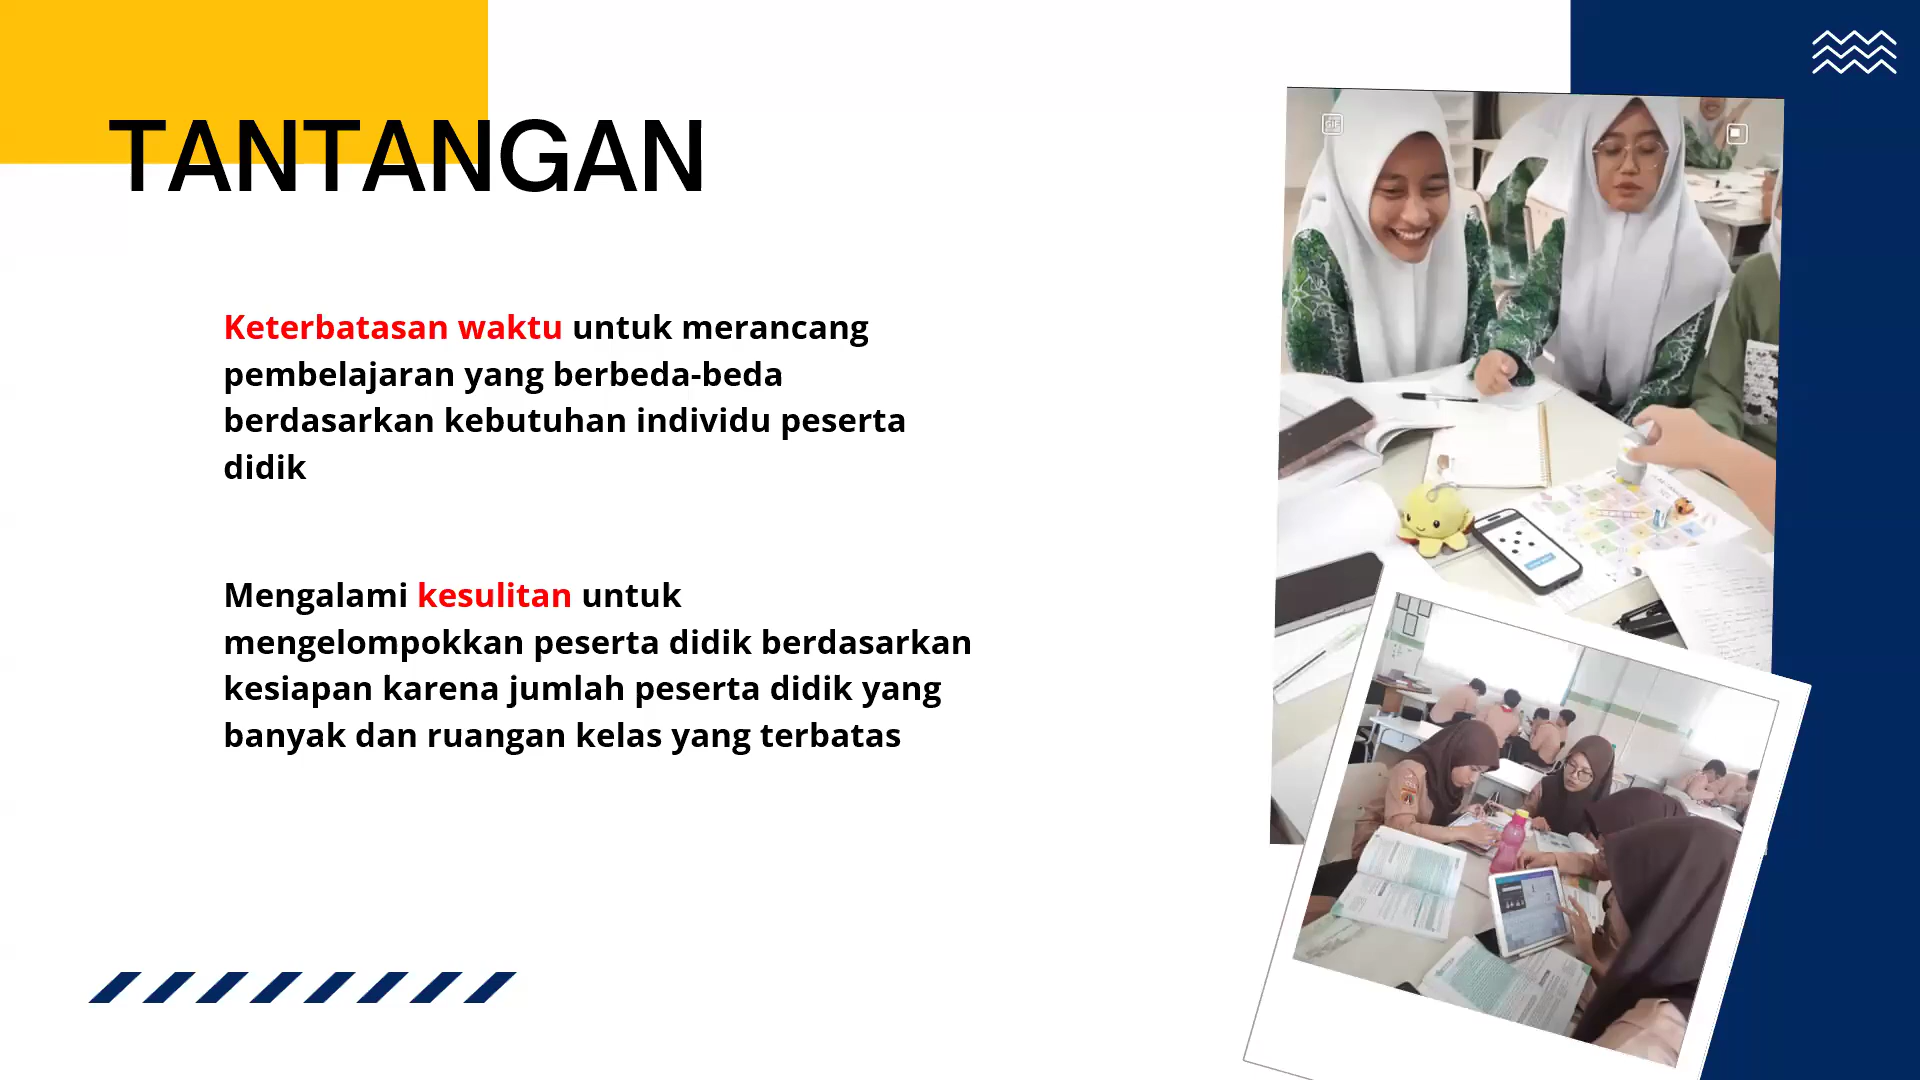 TANTANGAN
Keterbatasan waktu untuk merancang
pembelajaran yang berbeda-beda
berdasarkan kebutuhan individu peserta
didik
Mengalami kesulitan untuk
mengelompokkan peserta didik berdasarkan
kesiapan karena jumlah peserta didik yang
banyak dan ruangan kelas yang terbatas
GIF